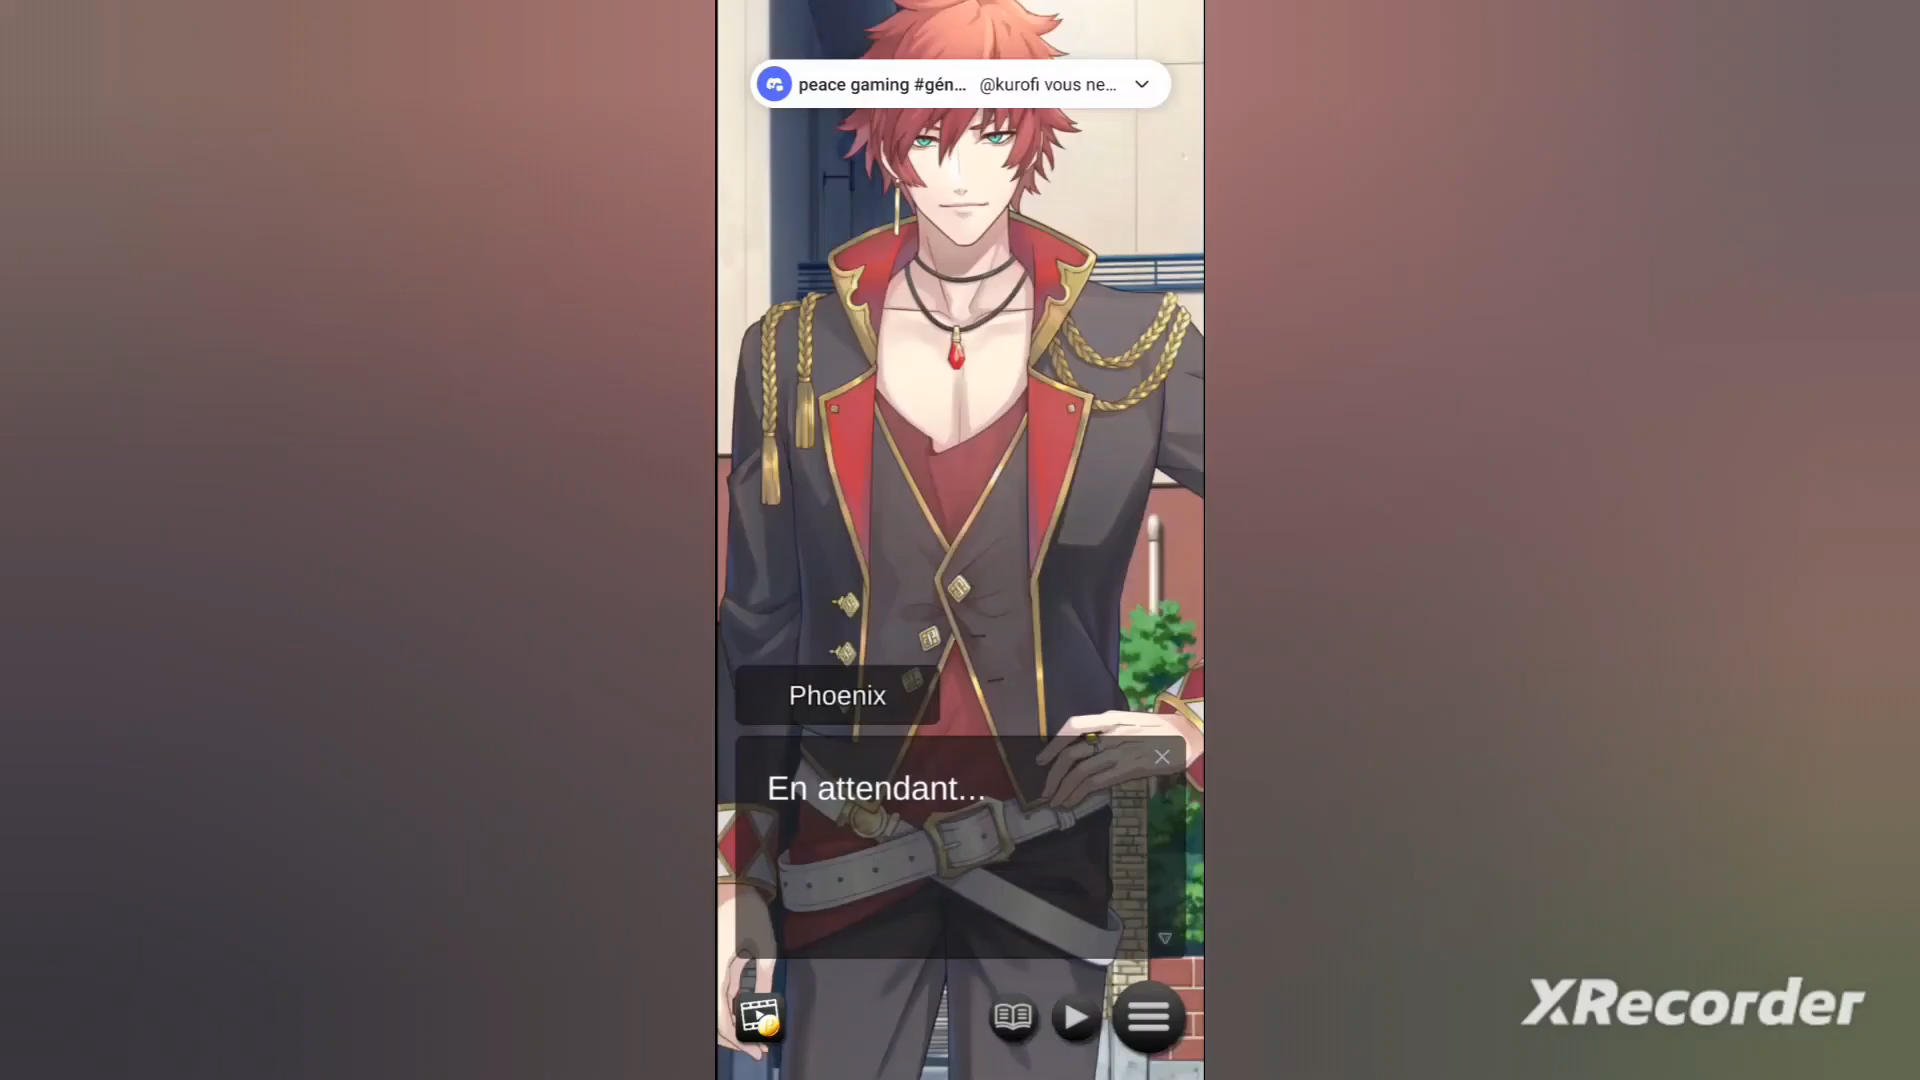 peace gaming #gén... @kurofi vous ne...
Phoenix
En attendant...
XRecorder